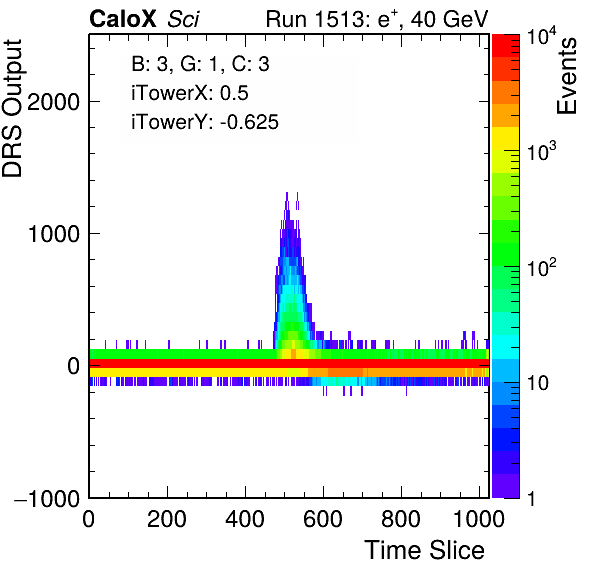 CaloX Sci Run 1513: e⁺, 40 GeV
B: 3, G: 1, C: 3
iTowerX: 0.5
iTowerY: -0.625
DRS Output
2000
1000
0
−1000
0 200 400 600 800 1000
Time Slice
Events
10⁴
10³
10²
10
1